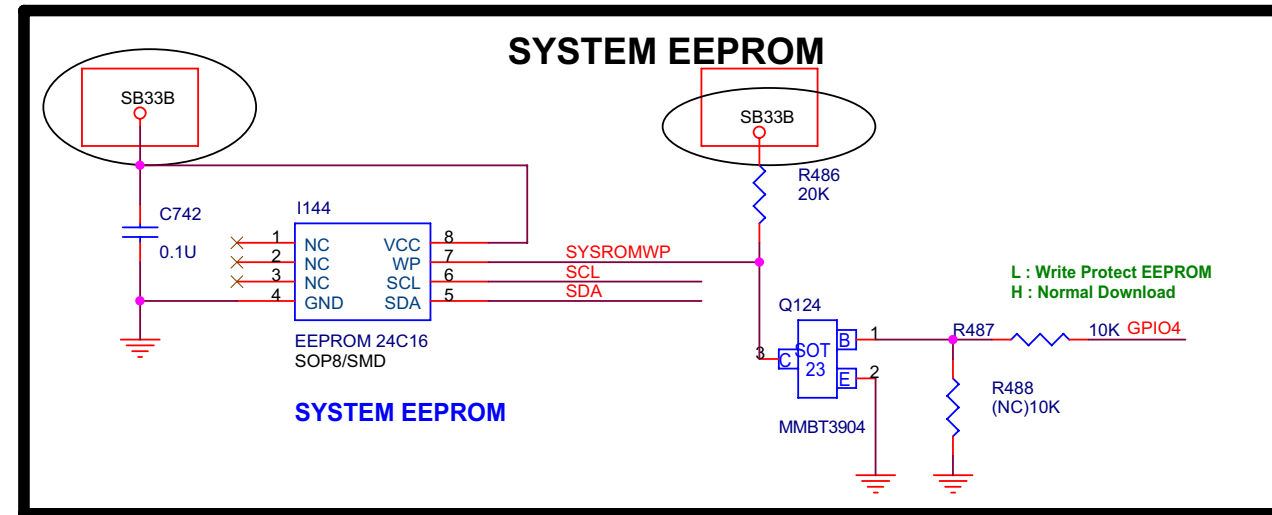 SYSTEM EEPROM
SB33B
SB33B
R486
20K
C742
0.1U
I144
1 NC VCC 8
2 NC WP 7 SYSROMWP
3 NC SCL 6 SCL
4 GND SDA 5 SDA
EEPROM 24C16
SOP8/SMD
SYSTEM EEPROM
L : Write Protect EEPROM
H : Normal Download
Q124
B 1
R487 10K GPIO4
3 C SOT
23
E 2
MMBT3904
R488
(NC)10K